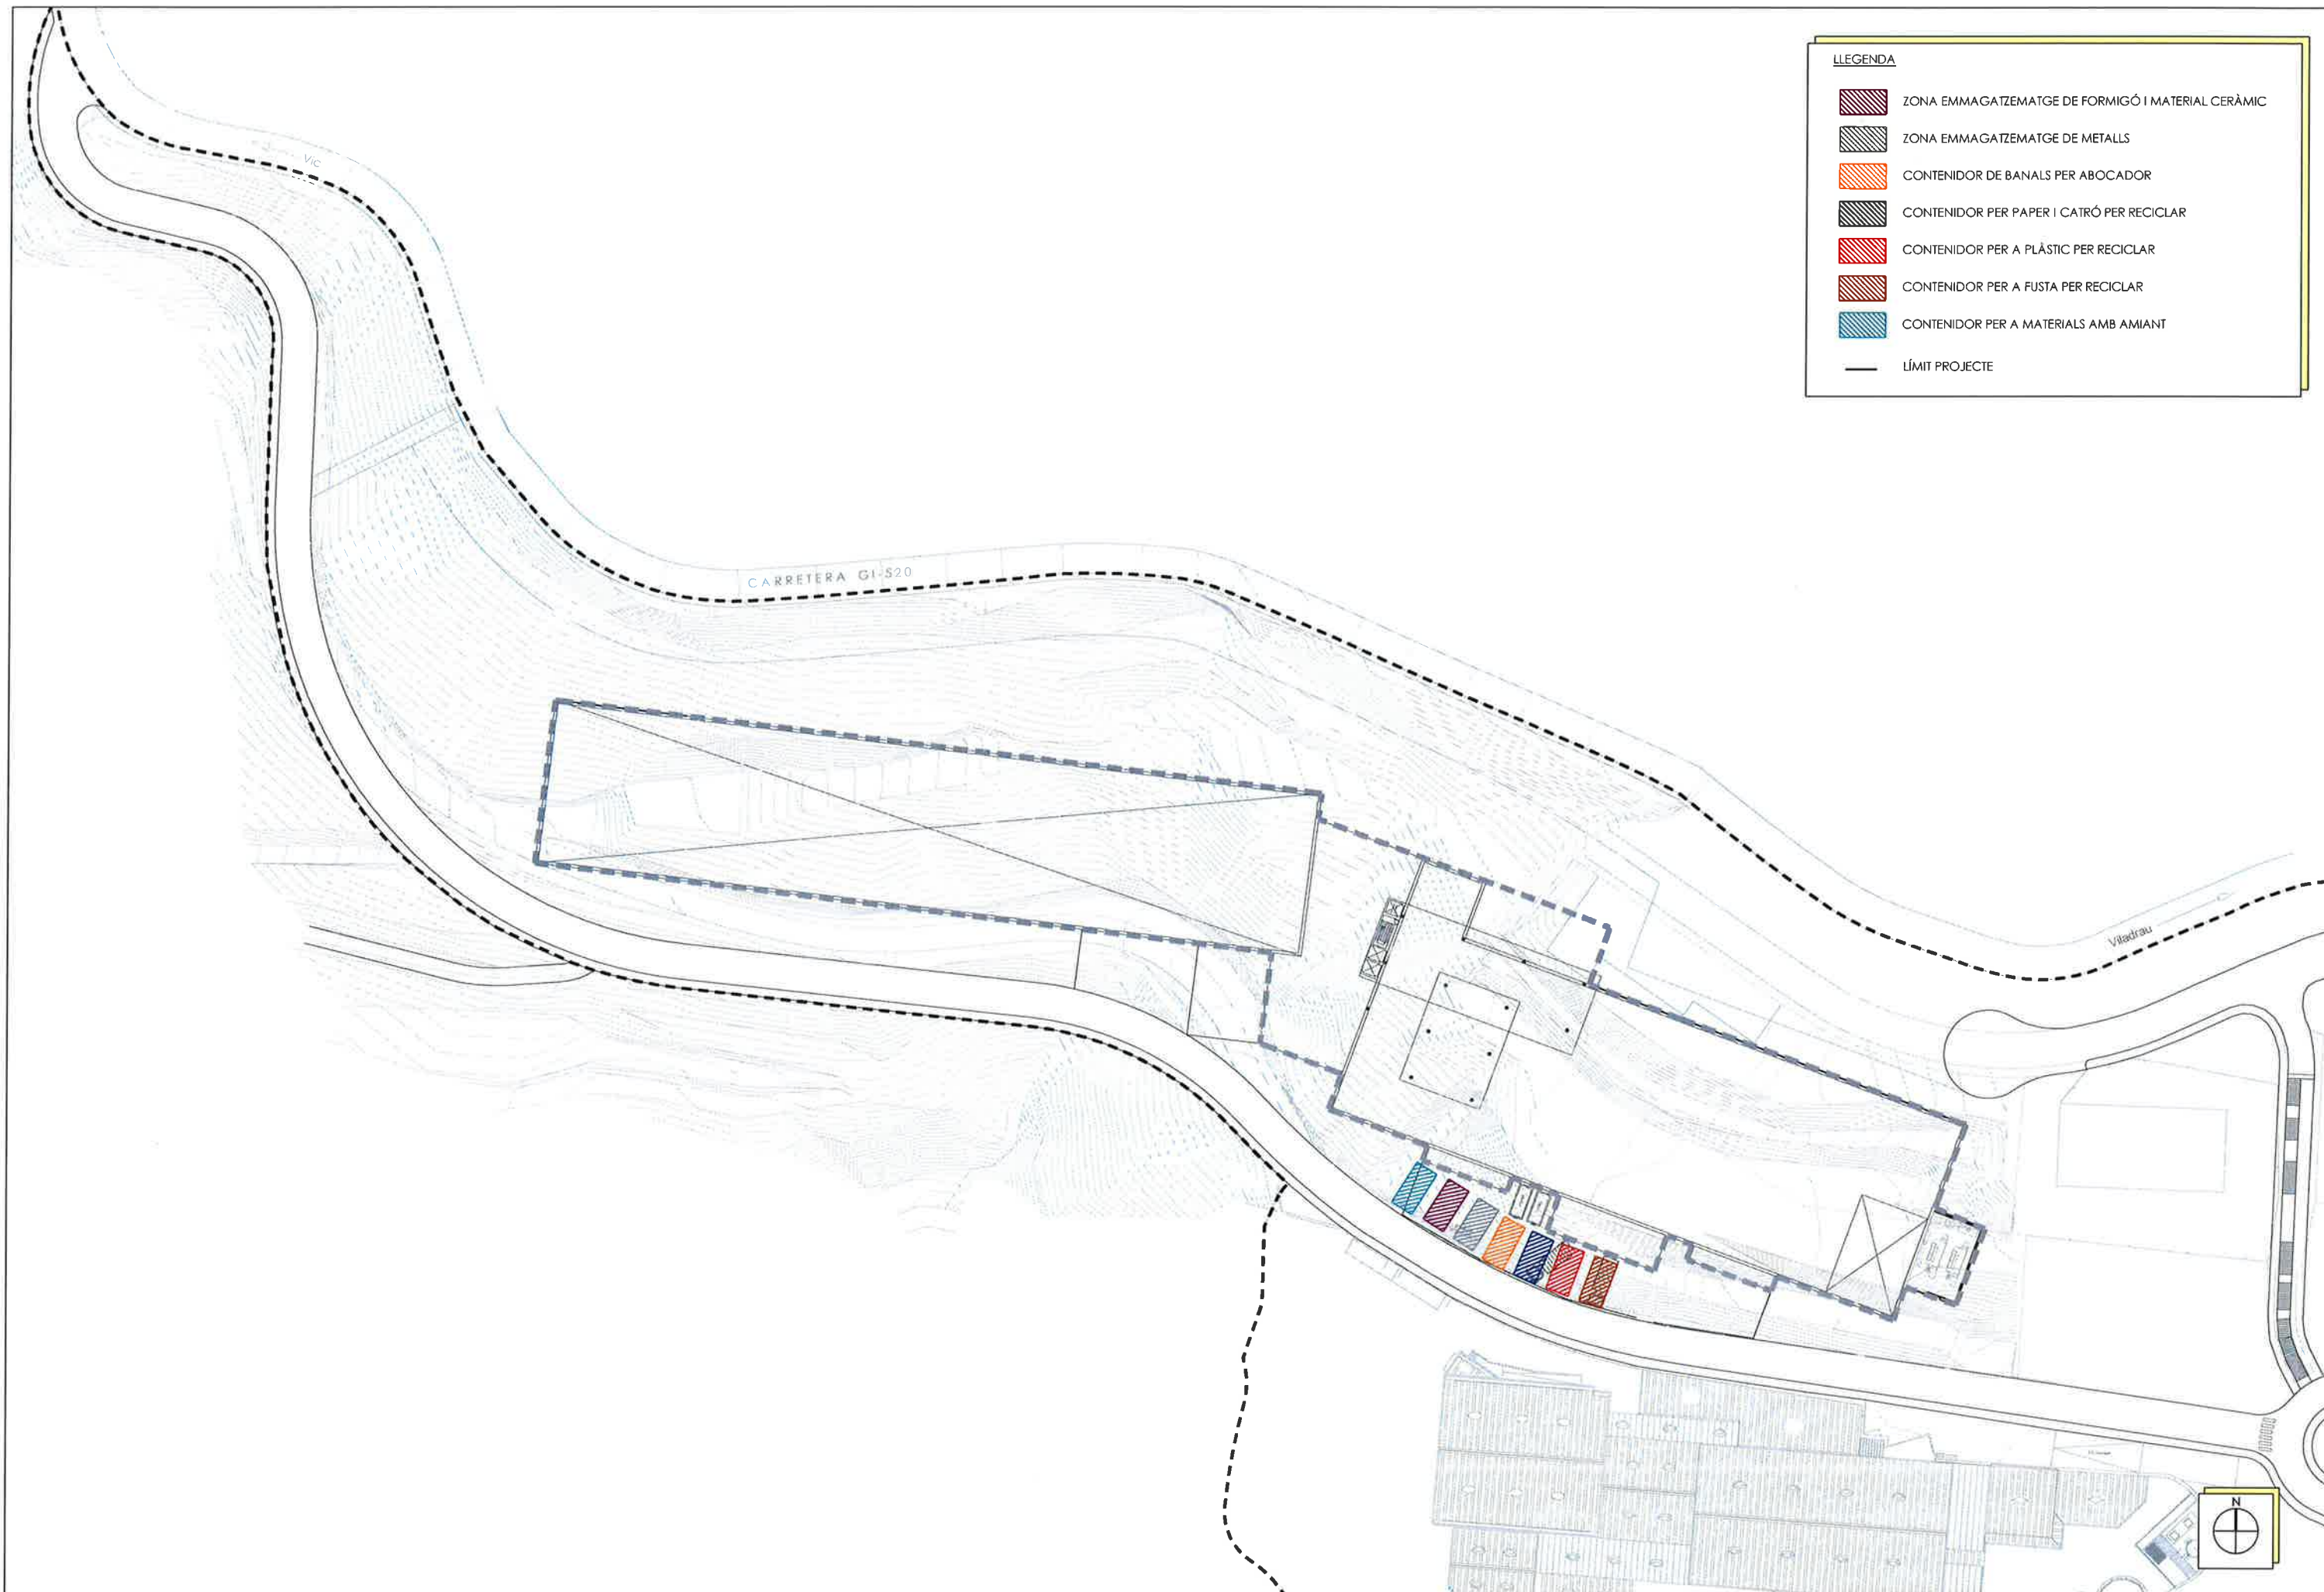 LLEGENDA
ZONA EMMAGATZEMATGE DE FORMIGÓ I MATERIAL CERÀMIC
ZONA EMMAGATZEMATGE DE METALLS
CONTENIDOR DE BANALS PER ABOCADOR
CONTENIDOR PER PAPER I CATRÓ PER RECICLAR
CONTENIDOR PER A PLÀSTIC PER RECICLAR
CONTENIDOR PER A FUSTA PER RECICLAR
CONTENIDOR PER A MATERIALS AMB AMIANT
LÍMIT PROJECTE
Vic
CARRETERA GI-520
Viladrau
N